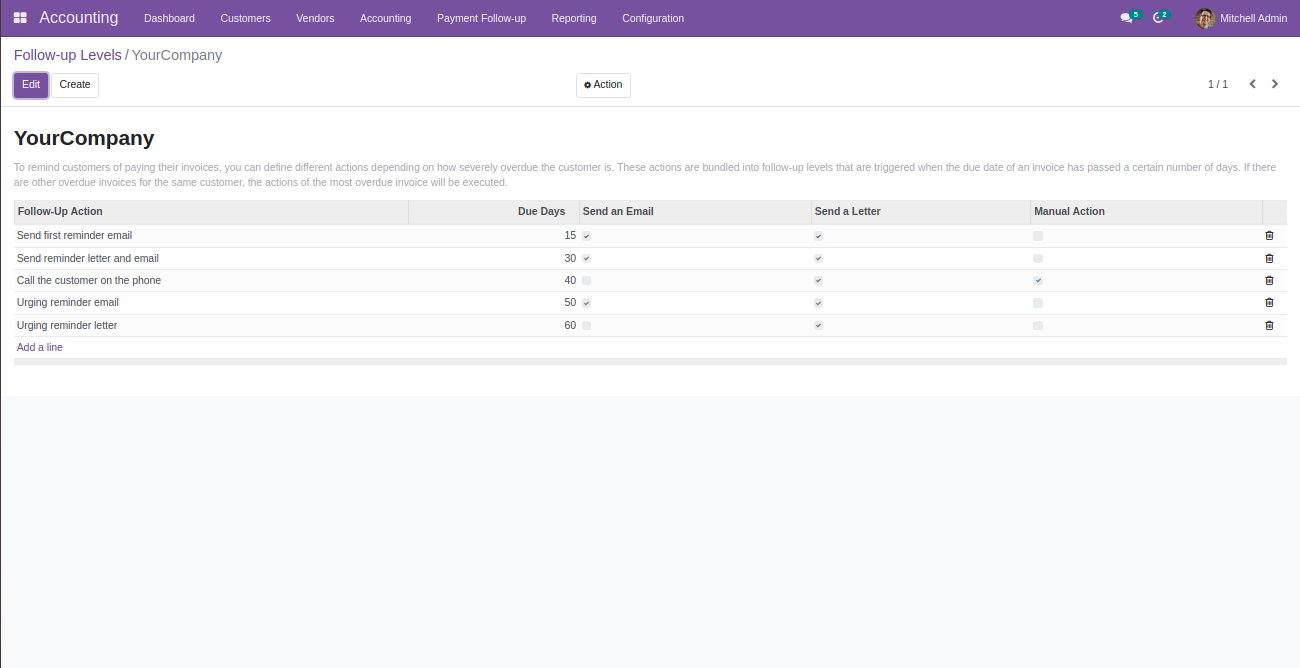 Accounting Dashboard Customers Vendors Accounting Payment Follow-up Reporting Configuration 5 2 Mitchell Admin
Follow-up Levels / YourCompany
Edit Create Action 1 / 1
YourCompany
To remind customers of paying their invoices, you can define different actions depending on how severely overdue the customer is. These actions are bundled into follow-up levels that are triggered when the due date of an invoice has passed a certain number of days. If there
are other overdue invoices for the same customer, the actions of the most overdue invoice will be executed.
Follow-Up Action Due Days Send an Email Send a Letter Manual Action
Send first reminder email 15
Send reminder letter and email 30
Call the customer on the phone 40
Urging reminder email 50
Urging reminder letter 60
Add a line